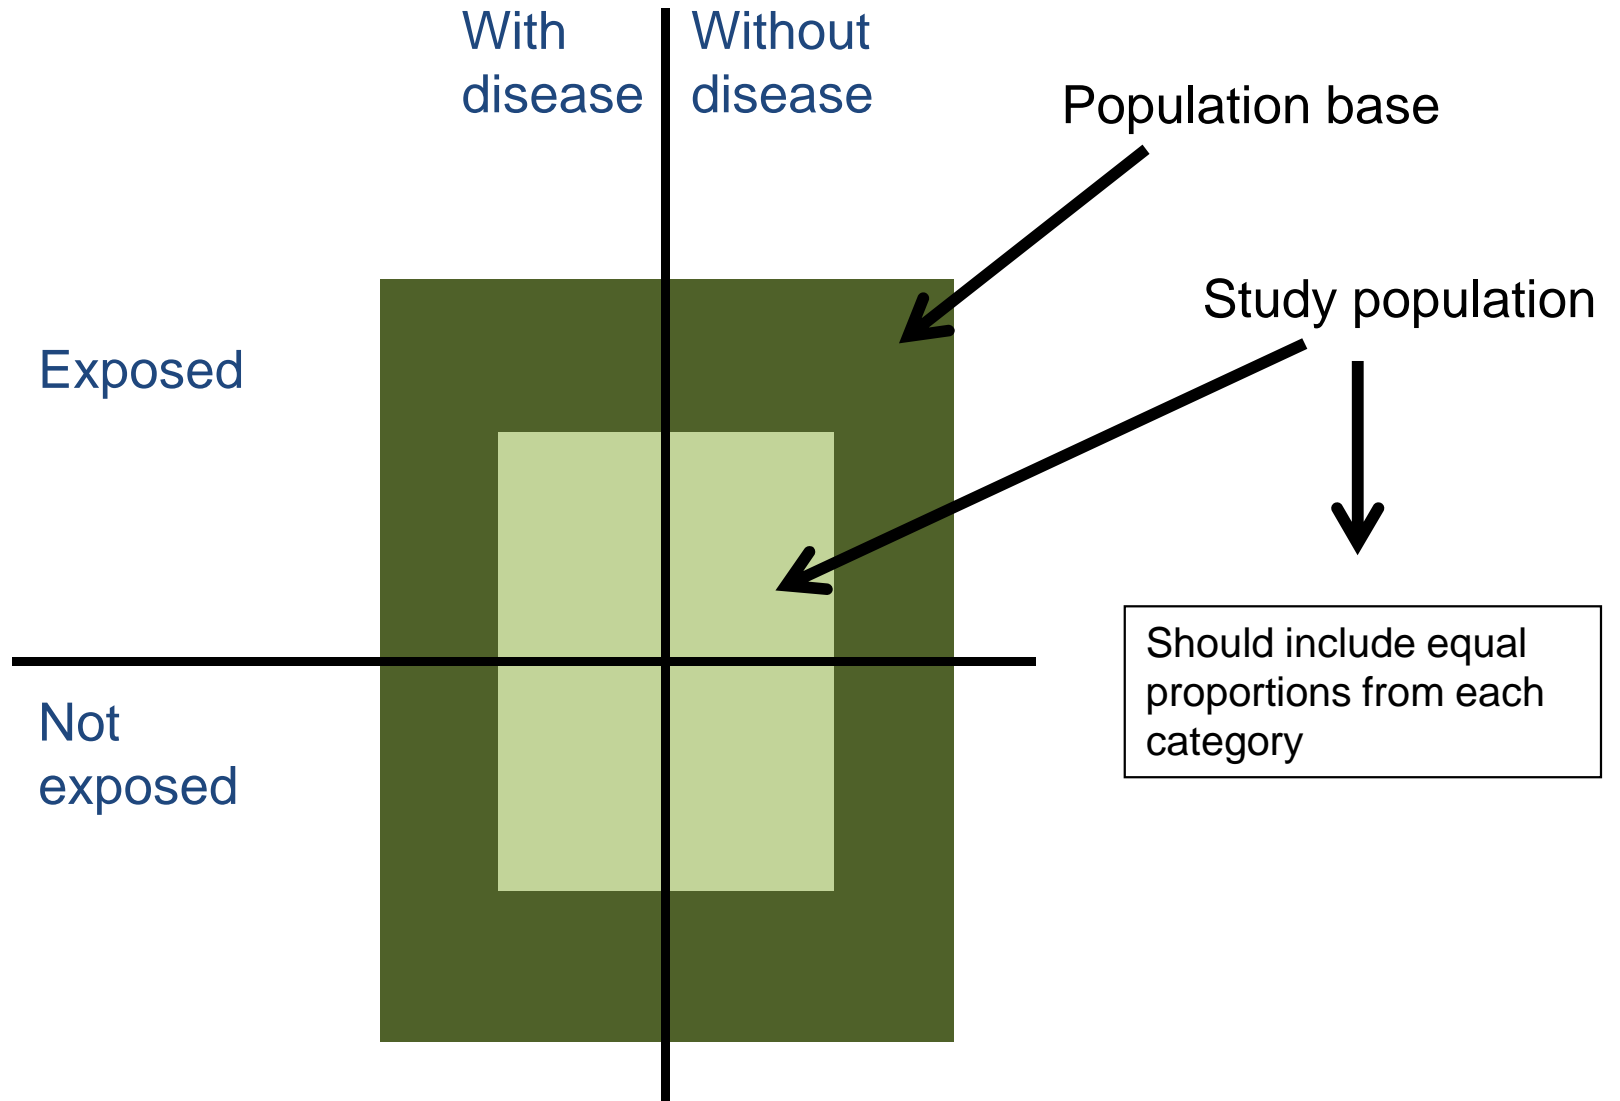 With
disease
Without
disease
Population base
Study population
Exposed
Should include equal
proportions from each
category
Not
exposed